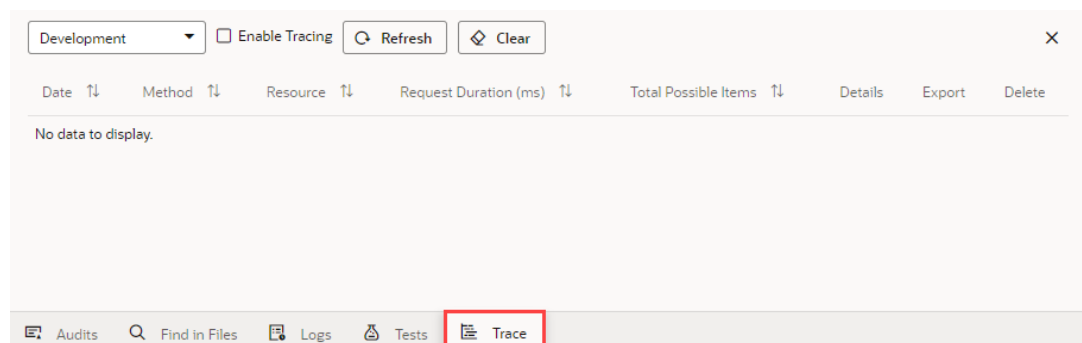 Development Enable Tracing Refresh Clear
Date Method Resource Request Duration (ms) Total Possible Items Details Export Delete
No data to display.
Audits Find in Files Logs Tests Trace